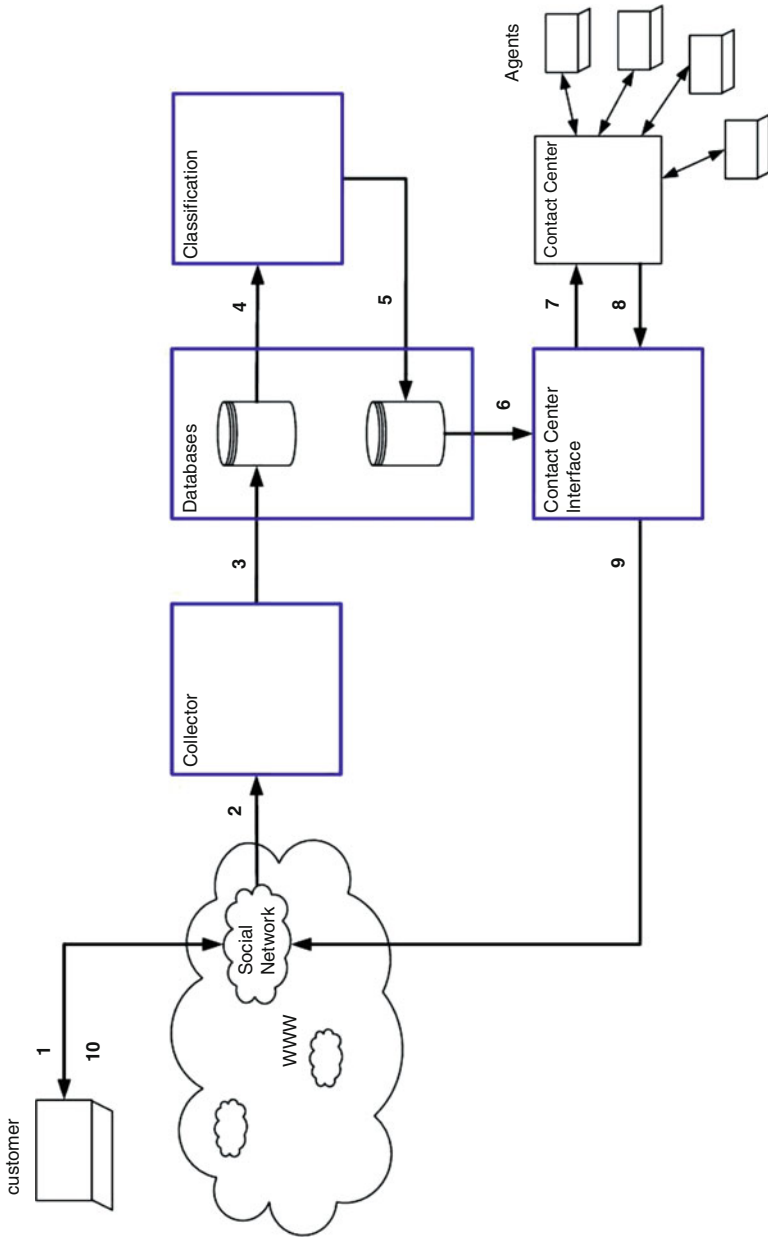 customer
1
10
Social
Network
WWW
2
Collector
3
Databases
4
Classification
5
6
Contact Center
Interface
7
8
9
Contact Center
Agents